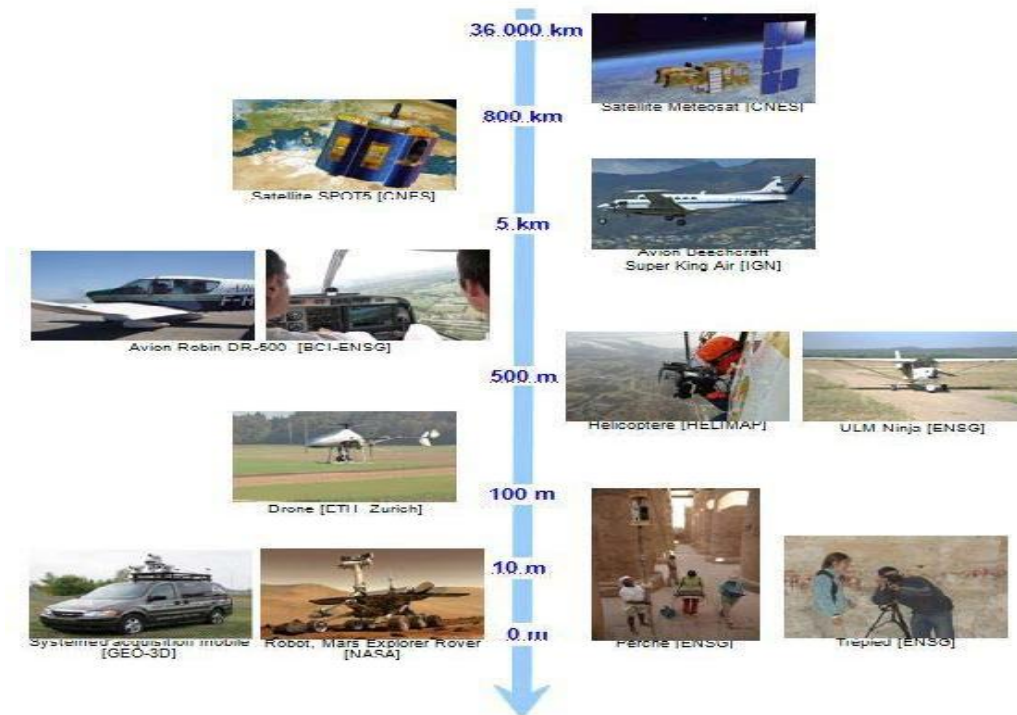 36 000 km
Satellite Meteosat [CNES]
800 km
Satellite SPOT5 [CNES]
5 km
Avion Beechcraft
Super King Air [IGN]
Avion Robin DR-500 [BCI-ENSG]
500 m
Hélicoptère [HELIMAP]
ULM Ninja [ENSG]
Drone [ETH Zurich]
100 m
10 m
0 m
Système d'acquisition mobile
[GEO-3D]
Robot, Mars Explorer Rover
[NASA]
Perche [ENSG]
Trépied [ENSG]